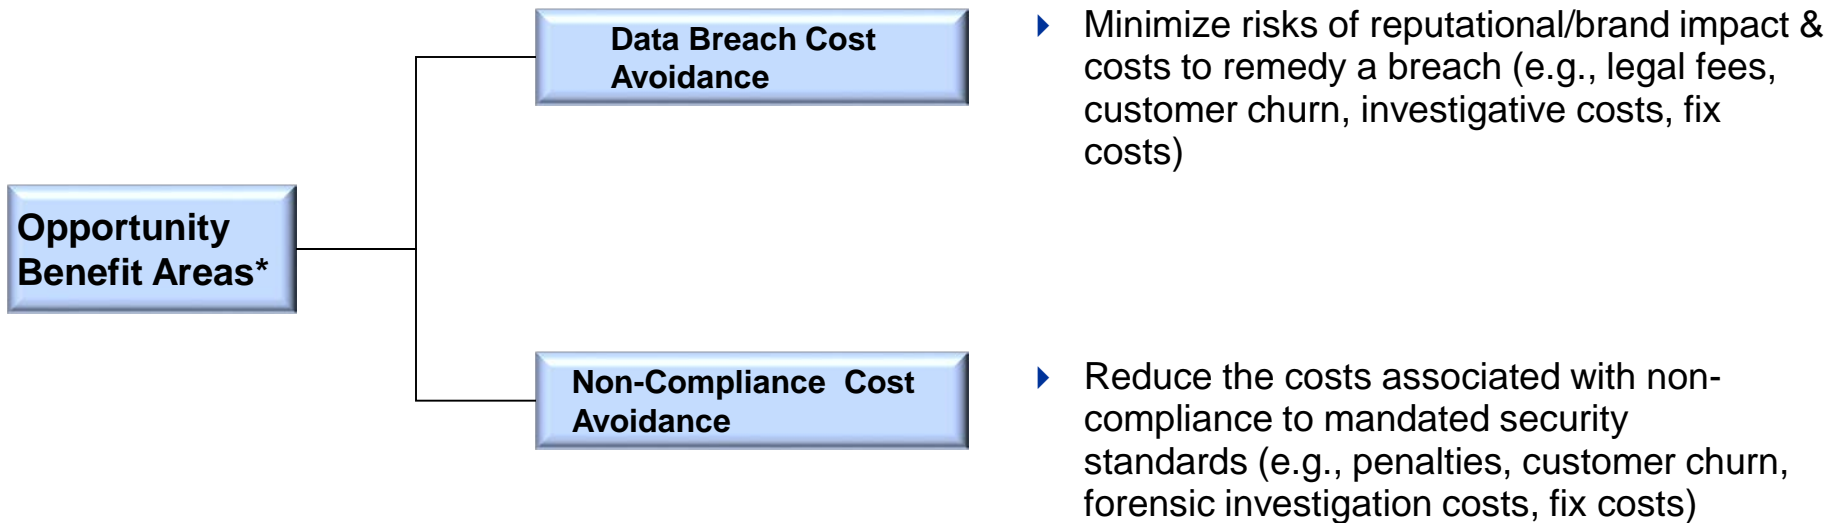 Data Breach Cost
Avoidance
Minimize risks of reputational/brand impact &
costs to remedy a breach (e.g., legal fees,
customer churn, investigative costs, fix
costs)
Opportunity
Benefit Areas*
Non-Compliance Cost
Avoidance
Reduce the costs associated with non-
compliance to mandated security
standards (e.g., penalties, customer churn,
forensic investigation costs, fix costs)